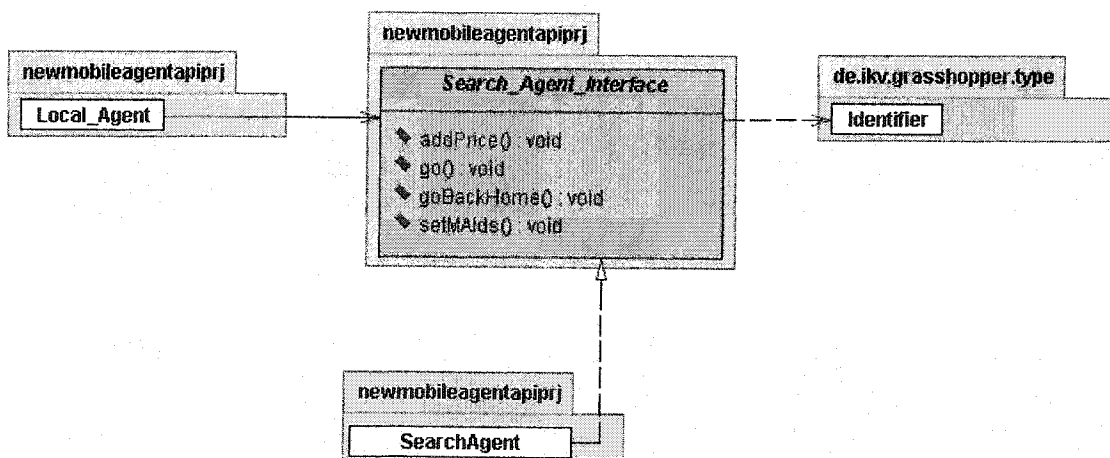 newmobileagentapiprj
newmobileagentapiprj
Local_Agent
Search_Agent_Interface
addPrice() : void
go() : void
goBackHome() : void
setMAIds() : void
de.ikv.grasshopper.type
Identifier
newmobileagentapiprj
SearchAgent